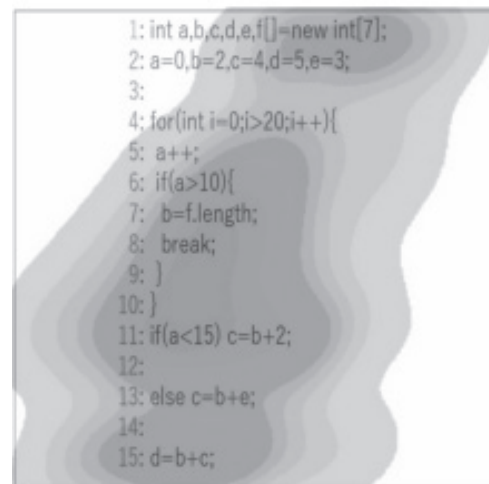 1: int a,b,c,d,e,f[]=new int[7];
2: a=0,b=2,c=4,d=5,e=3;
3:
4: for(int i=0;i>20;i++){
5: a++;
6: if(a>10){
7: b=f.length;
8: break;
9: }
10: }
11: if(a<15) c=b+2;
12:
13: else c=b+e;
14:
15: d=b+c;